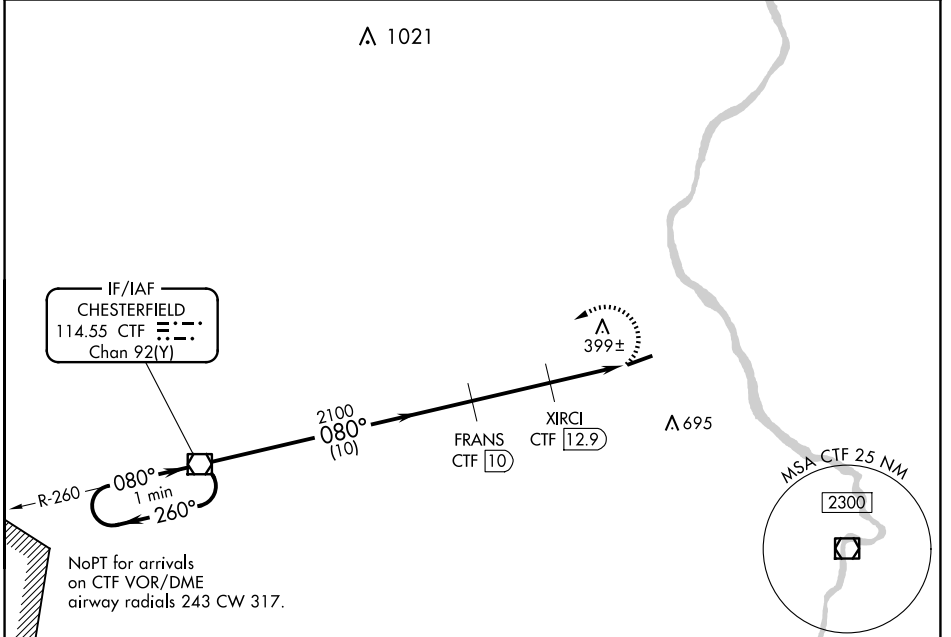 1021
IF/IAF
CHESTERFIELD
114.55 CTF
Chan 92(Y)
399±
2100
080°
(10)
FRANS
CTF 10
XIRCI
CTF 12.9
695
R-260
080°
1 min
260°
MSA CTF 25 NM
2300
NoPT for arrivals
on CTF VOR/DME
airway radials 243 CW 317.